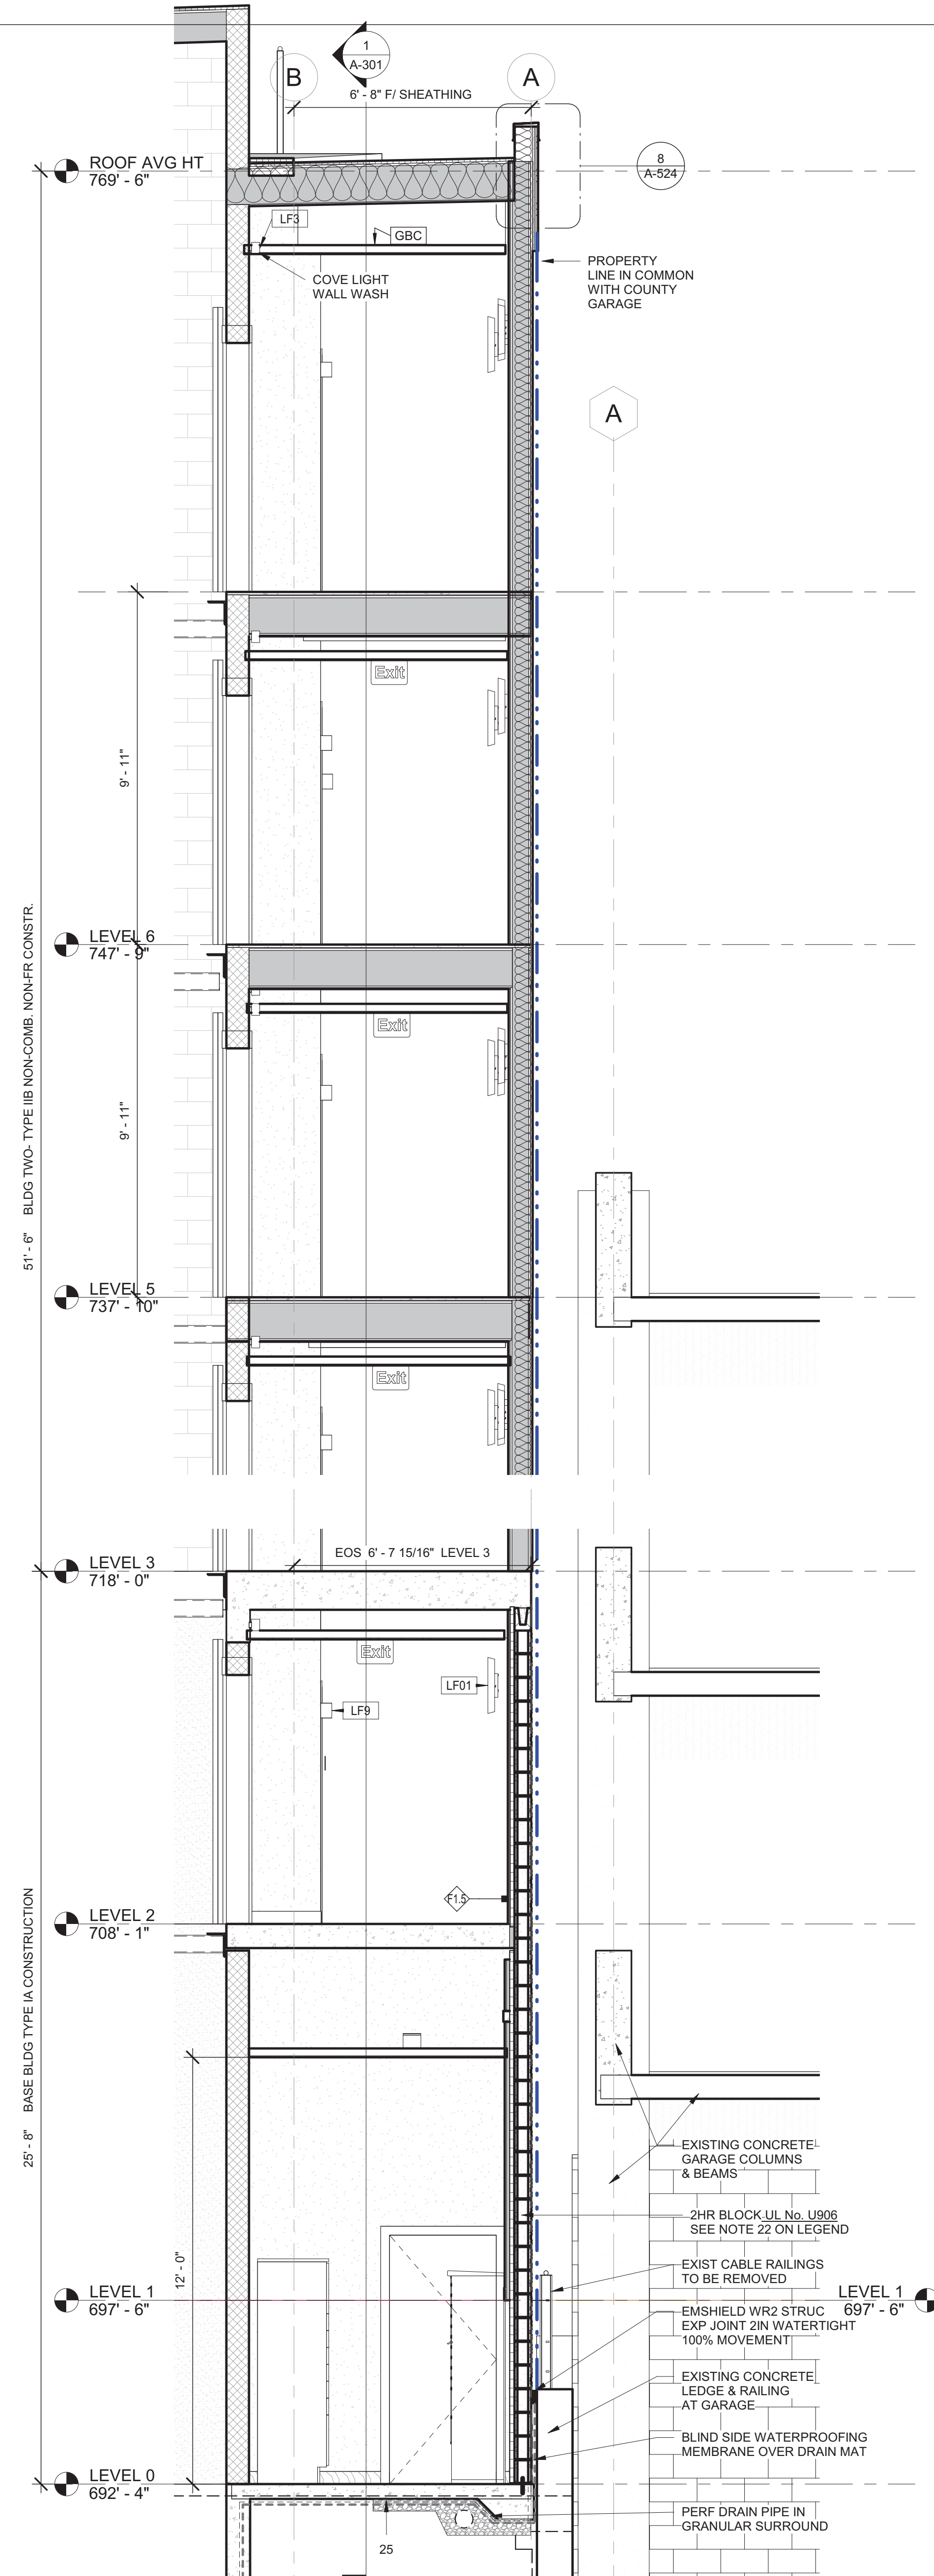 1
A-301
B
A
6' - 8" F/ SHEATHING
ROOF AVG HT
769' - 6"
8
A-524
LF3
GBC
COVE LIGHT
WALL WASH
PROPERTY
LINE IN COMMON
WITH COUNTY
GARAGE
A
Exit
9' - 11"
LEVEL 6
747' - 9"
Exit
9' - 11"
51' - 6" BLDG TWO- TYPE IIB NON-COMB. NON-FR CONSTR.
LEVEL 5
737' - 10"
Exit
EOS 6' - 7 15/16" LEVEL 3
LEVEL 3
718' - 0"
Exit
LF01
LF9
F1.5
LEVEL 2
708' - 1"
25' - 8" BASE BLDG TYPE IA CONSTRUCTION
EXISTING CONCRETE
GARAGE COLUMNS
& BEAMS
2HR BLOCK UL No. U906
SEE NOTE 22 ON LEGEND
12' - 0"
EXIST CABLE RAILINGS
TO BE REMOVED
LEVEL 1
697' - 6"
LEVEL 1
697' - 6"
EMSHIELD WR2 STRUC
EXP JOINT 2IN WATERTIGHT
100% MOVEMENT
EXISTING CONCRETE
LEDGE & RAILING
AT GARAGE
BLIND SIDE WATERPROOFING
MEMBRANE OVER DRAIN MAT
LEVEL 0
692' - 4"
PERF DRAIN PIPE IN
GRANULAR SURROUND
25